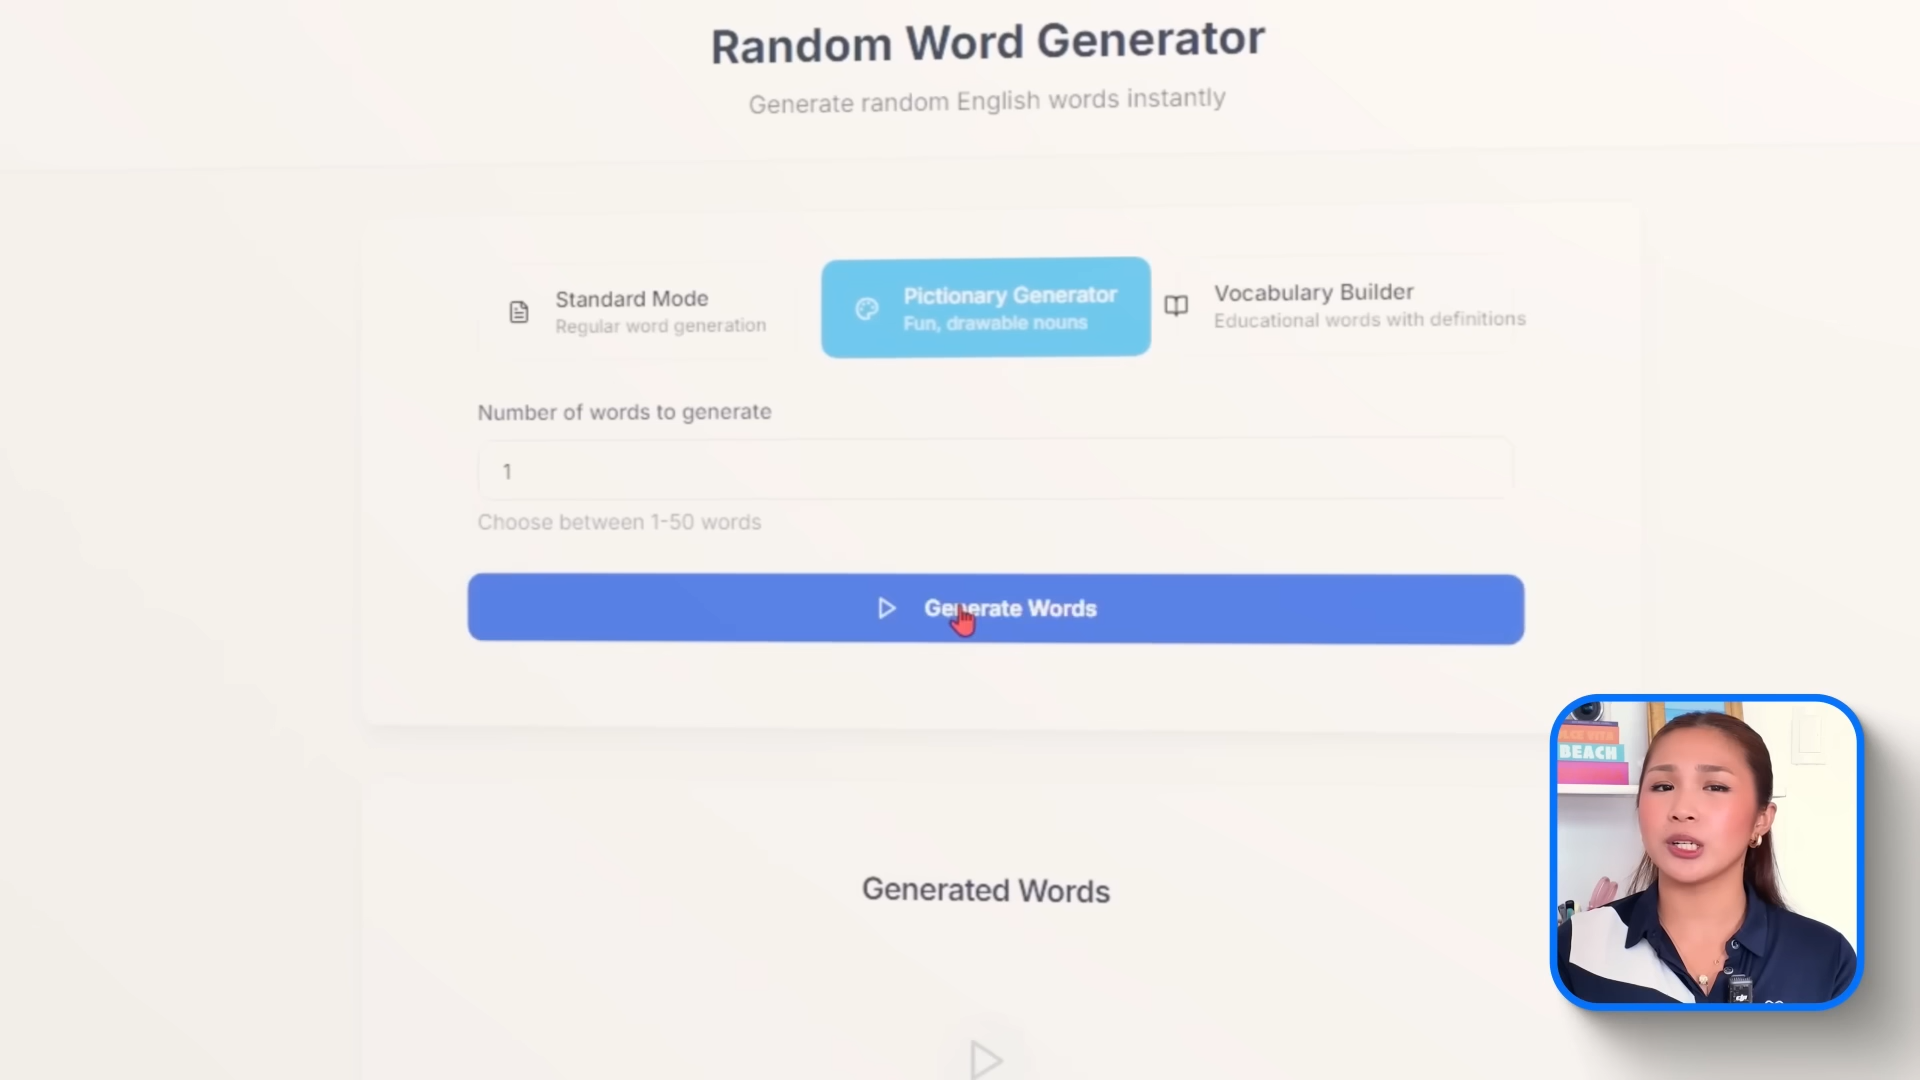 Random Word Generator
Generate random English words instantly
Standard Mode
Regular word generation
Pictionary Generator
Fun, drawable nouns
Vocabulary Builder
Educational words with definitions
Number of words to generate
1
Choose between 1-50 words
Generate Words
Generated Words
BEACH
dji